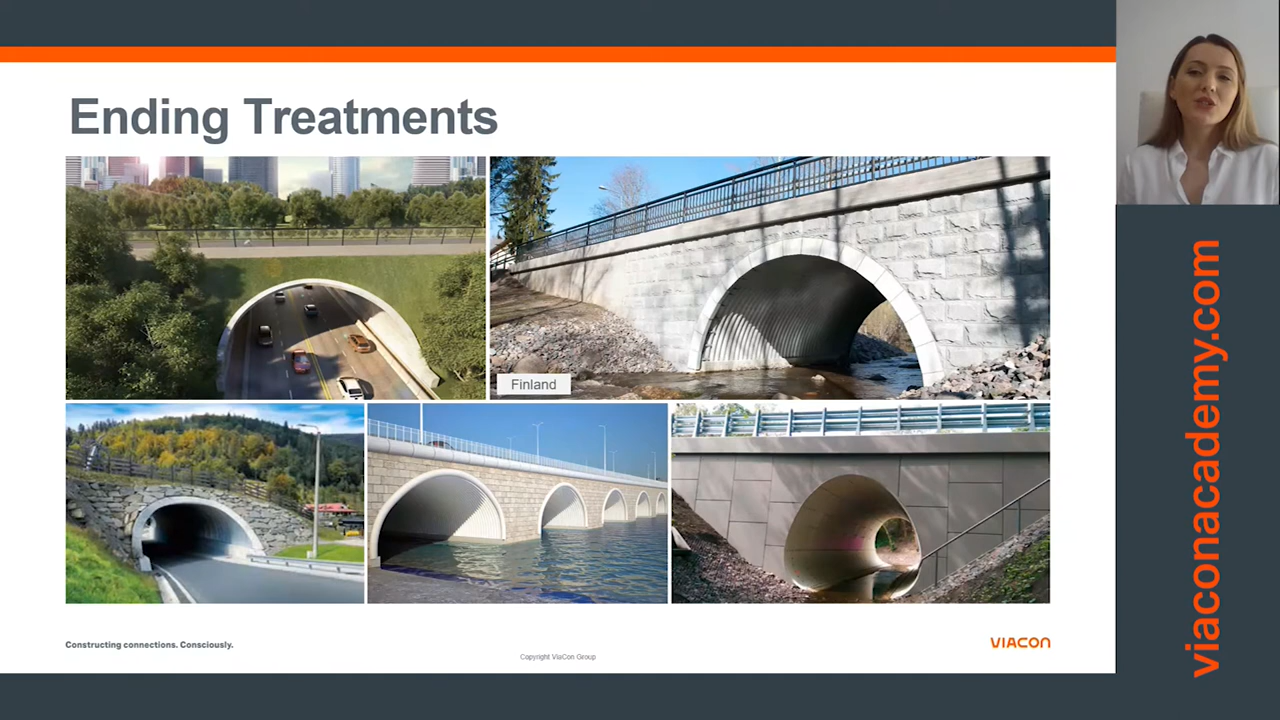 Ending Treatments
Finland
Constructing connections. Consciously.
VIACON
Copyright ViaCon Group
viaconacademy.com